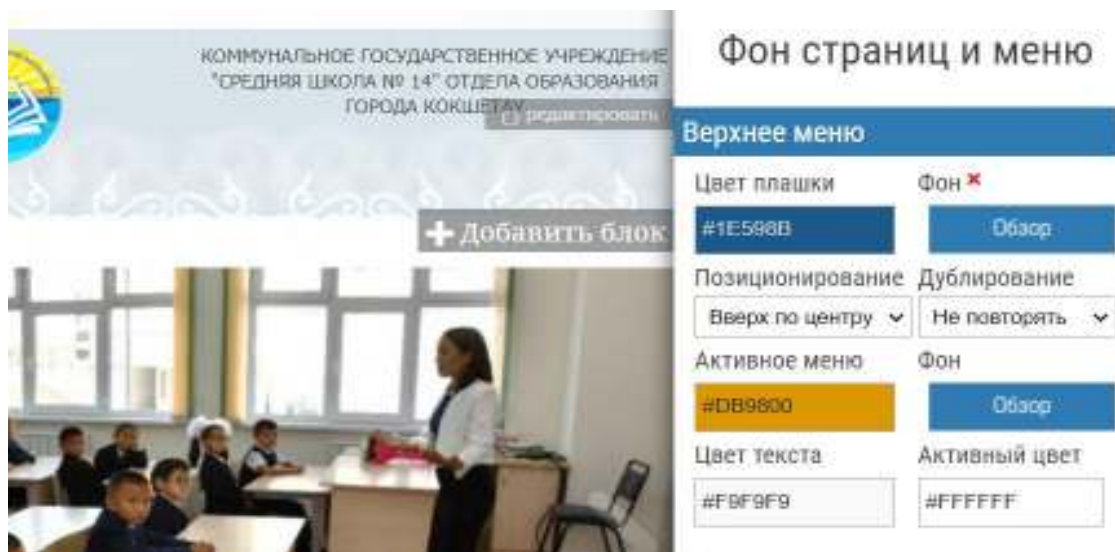 КОММУНАЛЬНОЕ ГОСУДАРСТВЕННОЕ УЧРЕЖДЕНИЕ
"СРЕДНЯЯ ШКОЛА № 14" ОТДЕЛА ОБРАЗОВАНИЯ
ГОРОДА КОКШЕТАУ
редактировать
+ Добавить блок
Фон страниц и меню
Верхнее меню
Цвет плашки Фон ×
#1E598B Обзор
Позиционирование Дублирование
Вверх по центру Не повторять
Активное меню Фон
#DB9800 Обзор
Цвет текста Активный цвет
#F9F9F9 #FFFFFF